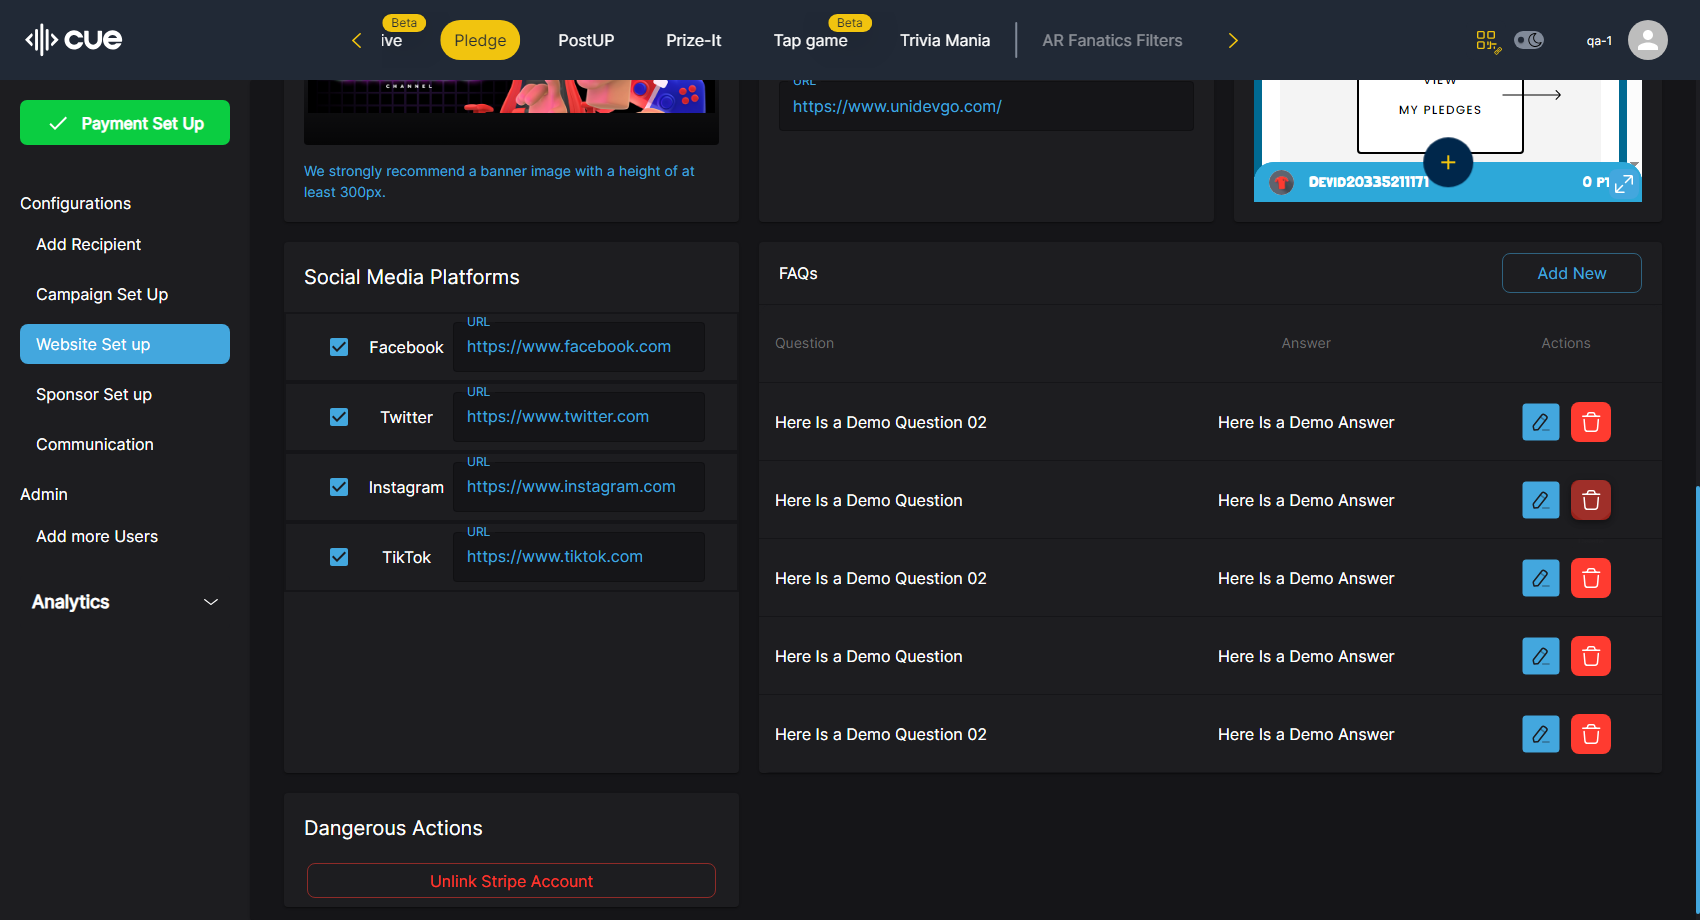 cue
ive
Beta
Pledge
PostUP
Prize-It
Tap game
Beta
Trivia Mania
AR Fanatics Filters
qa-1
Payment Set Up
Configurations
Add Recipient
Campaign Set Up
Website Set up
Sponsor Set up
Communication
Admin
Add more Users
Analytics
CHANNEL
We strongly recommend a banner image with a height of at
least 300px.
URL
https://www.unidevgo.com/
VIEW
MY PLEDGES
DEVID20335211171
0 PT
Social Media Platforms
Facebook
URL
https://www.facebook.com
Twitter
URL
https://www.twitter.com
Instagram
URL
https://www.instagram.com
TikTok
URL
https://www.tiktok.com
FAQs
Add New
Question Answer Actions
Here Is a Demo Question 02 Here Is a Demo Answer
Here Is a Demo Question Here Is a Demo Answer
Here Is a Demo Question 02 Here Is a Demo Answer
Here Is a Demo Question Here Is a Demo Answer
Here Is a Demo Question 02 Here Is a Demo Answer
Dangerous Actions
Unlink Stripe Account